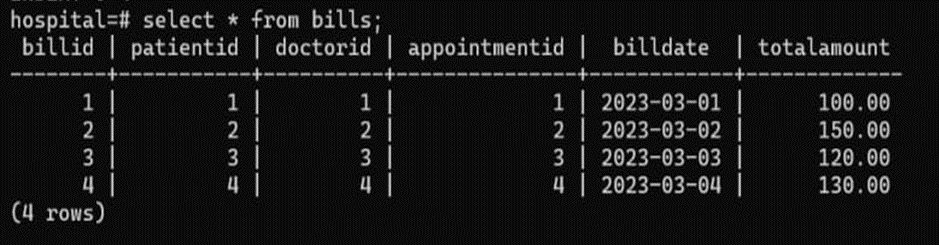 hospital=# select * from bills;
 billid | patientid | doctorid | appointmentid |  billdate  | totalamount
--------+-----------+----------+---------------+------------+-------------
      1 |         1 |        1 |             1 | 2023-03-01 |      100.00
      2 |         2 |        2 |             2 | 2023-03-02 |      150.00
      3 |         3 |        3 |             3 | 2023-03-03 |      120.00
      4 |         4 |        4 |             4 | 2023-03-04 |      130.00
(4 rows)